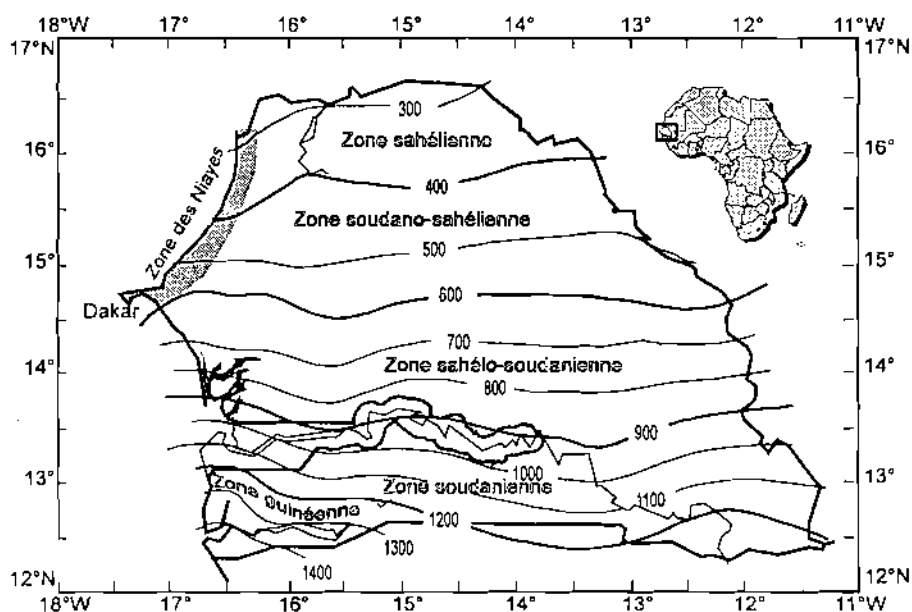 18°W 17° 16° 15° 14° 13° 12° 11°W
17°N 17°N
300
Zone sahélienne
16° 16°
400
Zone des Niayes
Zone soudano-sahélienne
500
15° 15°
600
Dakar
700
14° 14°
Zone sahélo-soudanienne
800
900
13° 13°
1000
Zone soudanienne
1100
Zone guinéenne
1200
1300
1400
12°N 12°N
18°W 17° 16° 15° 14° 13° 12° 11°W